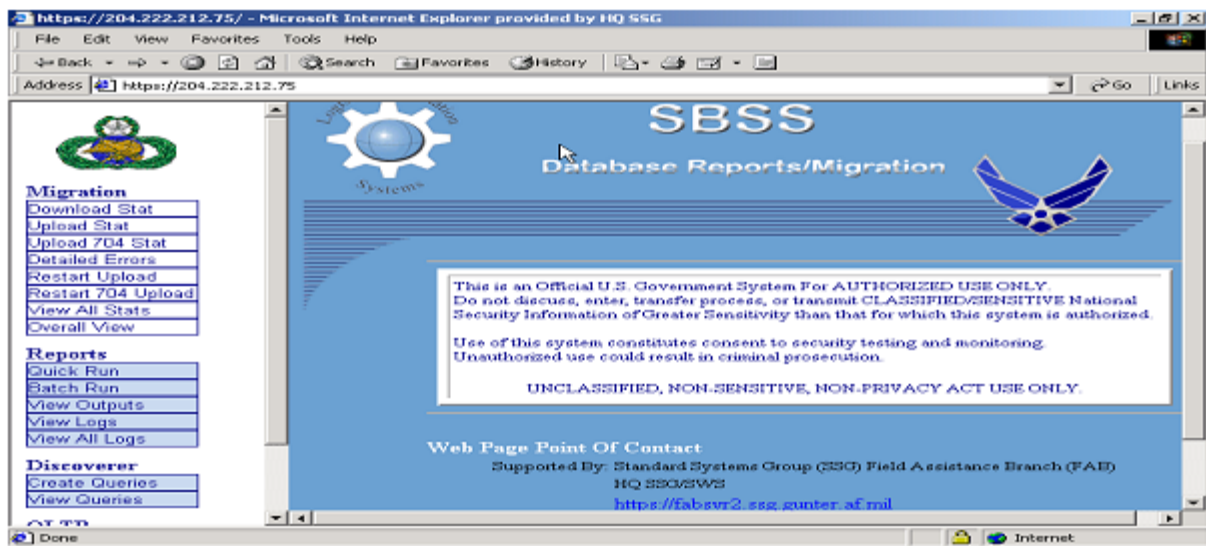 https://204.222.212.75/ - Microsoft Internet Explorer provided by HQ SSG
File Edit View Favorites Tools Help
Back Search Favorites History
Address https://204.222.212.75 Go Links
Migration
Download Stat
Upload Stat
Upload 704 Stat
Detailed Errors
Restart Upload
Restart 704 Upload
View All Stats
Overall View
Reports
Quick Run
Batch Run
View Outputs
View Logs
View All Logs
Discoverer
Create Queries
View Queries
Systems
SBSS
Database Reports/Migration
This is an Official U.S. Government System For AUTHORIZED USE ONLY.
Do not discuss, enter, transfer process, or transmit CLASSIFIED/SENSITIVE National
Security Information of Greater Sensitivity than that for which this system is authorized.
Use of this system constitutes consent to security testing and monitoring.
Unauthorized use could result in criminal prosecution.
UNCLASSIFIED, NON-SENSITIVE, NON-PRIVACY ACT USE ONLY.
Web Page Point Of Contact
Supported By: Standard Systems Group (SSG) Field Assistance Branch (FAB)
HQ SSG/SWS
https://fabsvr2.ssg.gunter.af.mil
Done Internet